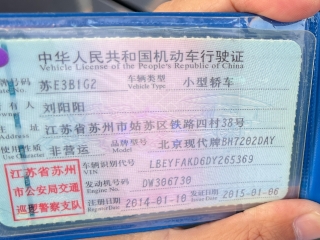 中华人民共和国机动车行驶证
Vehicle License of the People's Republic of China
号牌号码 苏E3B1G2 车辆类型 小型轿车
Vehicle Type
有人 刘阳阳
江苏省苏州市姑苏区铁路四村38号
使用性质 非营运 品牌型号 北京现代牌BH7202DAY
Use Character Model
江苏省苏州 车辆识别代号 LBEYFAKD6DY265369
VIN
市公安局交通 发动机号码 DW306730
Engine No.
巡逻警察支队 注册日期 2014-01-10 发证日期 2015-01-06
Register Date Issue Date